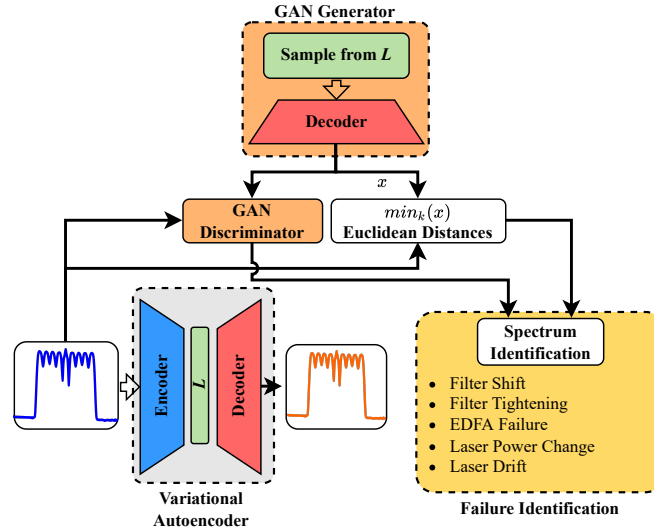 GAN Generator
Sample from L
Decoder
x
GAN
Discriminator
min_k(x)
Euclidean Distances
Encoder
L
Decoder
Variational
Autoencoder
Spectrum
Identification
• Filter Shift
• Filter Tightening
• EDFA Failure
• Laser Power Change
• Laser Drift
Failure Identification